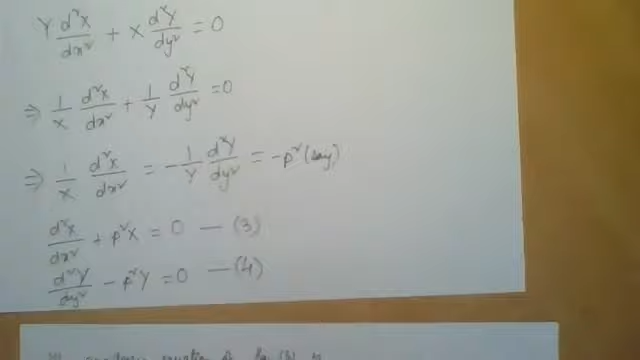 Y d²X/dx² + X d²Y/dy² = 0
⇒ 1/X d²X/dx² + 1/Y d²Y/dy² = 0
⇒ 1/X d²X/dx² = - 1/Y d²Y/dy² = -p² (say)
d²X/dx² + p²X = 0 — (3)
d²Y/dy² - p²Y = 0 — (4)
equation